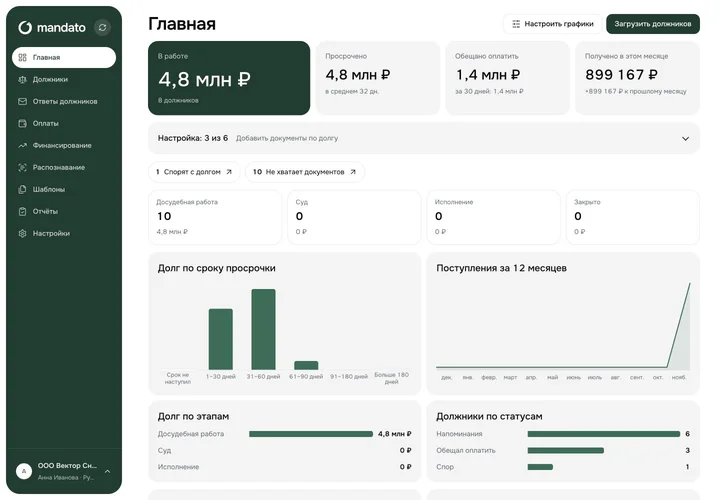 mandato
Главная
Должники
Ответы должников
Оплаты
Финансирование
Распознавание
Шаблоны
Отчёты
Настройки
А
ООО Вектор Сн...
Анна Иванова · Ру...
Главная
Настроить графики
Загрузить должников
В работе
4,8 млн ₽
8 должников
Просрочено
4,8 млн ₽
в среднем 32 дн.
Обещано оплатить
1,4 млн ₽
за 30 дней: 1,4 млн ₽
Получено в этом месяце
899 167 ₽
+899 167 ₽ к прошлому месяцу
Настройка: 3 из 6 Добавить документы по долгу
1 Спорят с долгом
10 Не хватает документов
Досудебная работа
10
4,8 млн ₽
Суд
0
0 ₽
Исполнение
0
0 ₽
Закрыто
0
0 ₽
Долг по сроку просрочки
Срок не наступил
1–30 дней
31–60 дней
61–90 дней
91–180 дней
Больше 180 дней
Поступления за 12 месяцев
дек. янв. февр. март апр. май июнь июль авг. сент. окт. нояб.
Долг по этапам
Досудебная работа 4,8 млн ₽
Суд 0 ₽
Исполнение 0 ₽
Должники по статусам
Напоминания 6
Обещал оплатить 3
Спор 1